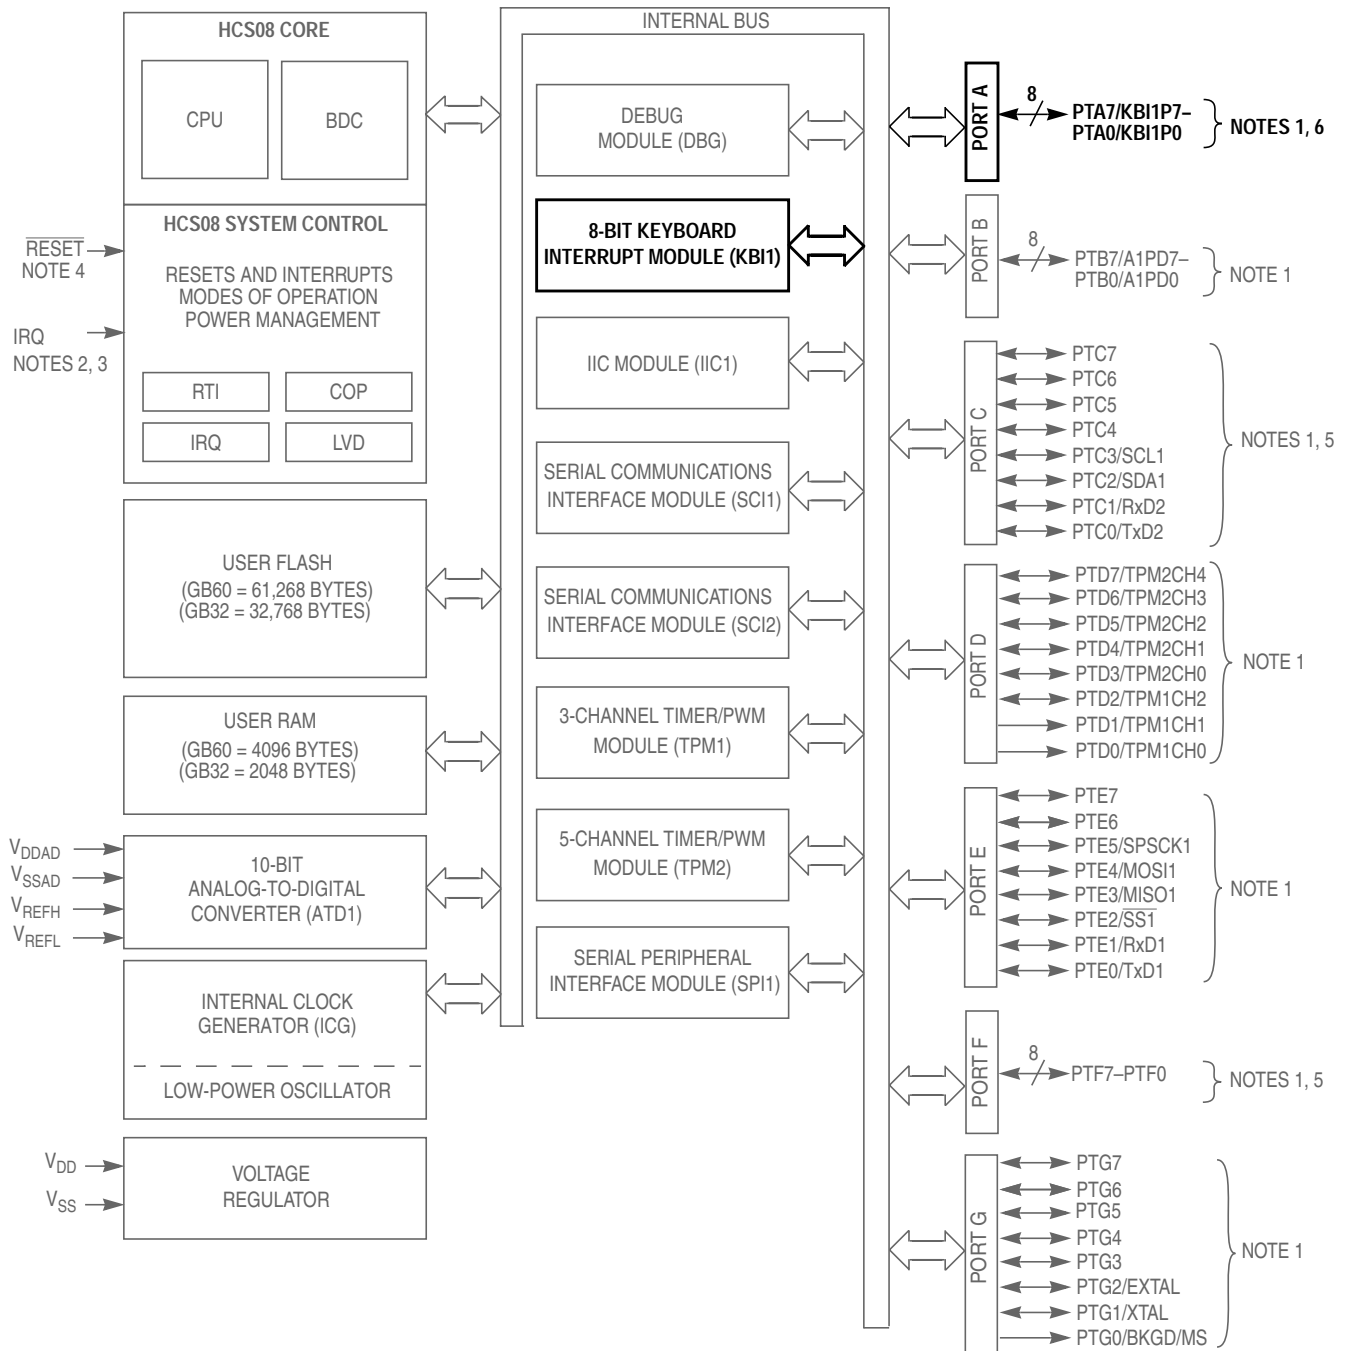 HCS08 CORE
CPU
BDC
HCS08 SYSTEM CONTROL
RESETS AND INTERRUPTS
MODES OF OPERATION
POWER MANAGEMENT
RTI
COP
IRQ
LVD
RESET
NOTE 4
IRQ
NOTES 2, 3
USER FLASH
(GB60 = 61,268 BYTES)
(GB32 = 32,768 BYTES)
USER RAM
(GB60 = 4096 BYTES)
(GB32 = 2048 BYTES)
VDDAD
VSSAD
VREFH
VREFL
10-BIT
ANALOG-TO-DIGITAL
CONVERTER (ATD1)
INTERNAL CLOCK
GENERATOR (ICG)
LOW-POWER OSCILLATOR
VDD
VSS
VOLTAGE
REGULATOR
INTERNAL BUS
DEBUG
MODULE (DBG)
8-BIT KEYBOARD
INTERRUPT MODULE (KBI1)
IIC MODULE (IIC1)
SERIAL COMMUNICATIONS
INTERFACE MODULE (SCI1)
SERIAL COMMUNICATIONS
INTERFACE MODULE (SCI2)
3-CHANNEL TIMER/PWM
MODULE (TPM1)
5-CHANNEL TIMER/PWM
MODULE (TPM2)
SERIAL PERIPHERAL
INTERFACE MODULE (SPI1)
PORT A
8
PTA7/KBI1P7–
PTA0/KBI1P0
NOTES 1, 6
PORT B
8
PTB7/A1PD7–
PTB0/A1PD0
NOTE 1
PORT C
PTC7
PTC6
PTC5
PTC4
PTC3/SCL1
PTC2/SDA1
PTC1/RxD2
PTC0/TxD2
NOTES 1, 5
PORT D
PTD7/TPM2CH4
PTD6/TPM2CH3
PTD5/TPM2CH2
PTD4/TPM2CH1
PTD3/TPM2CH0
PTD2/TPM1CH2
PTD1/TPM1CH1
PTD0/TPM1CH0
NOTE 1
PORT E
PTE7
PTE6
PTE5/SPSCK1
PTE4/MOSI1
PTE3/MISO1
PTE2/SS1
PTE1/RxD1
PTE0/TxD1
NOTE 1
PORT F
8
PTF7–PTF0
NOTES 1, 5
PORT G
PTG7
PTG6
PTG5
PTG4
PTG3
PTG2/EXTAL
PTG1/XTAL
PTG0/BKGD/MS
NOTE 1